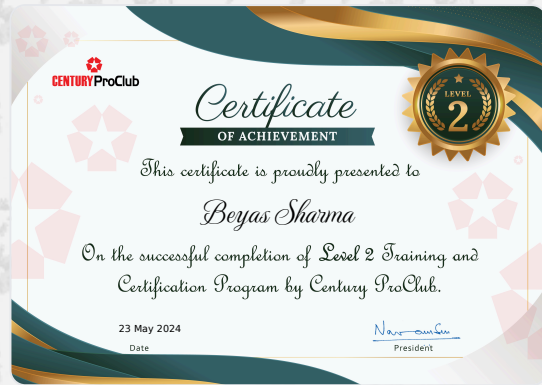 CENTURY ProClub
Certificate
OF ACHIEVEMENT
LEVEL
2
This certificate is proudly presented to
Beyas Sharma
On the successful completion of Level 2 Training and
Certification Program by Century ProClub.
23 May 2024
Date
President